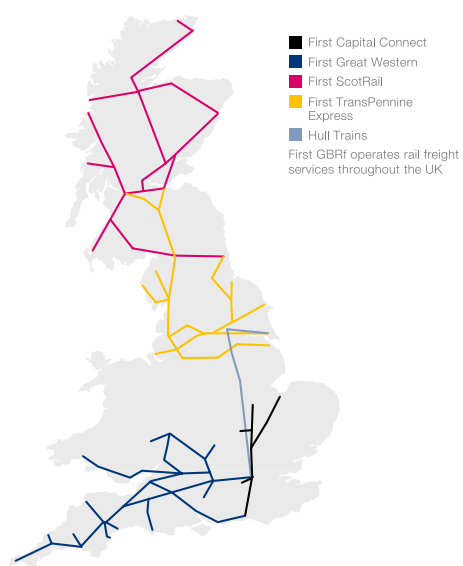 First Capital Connect
First Great Western
First ScotRail
First TransPennine
Express
Hull Trains
First GBRf operates rail freight
services throughout the UK